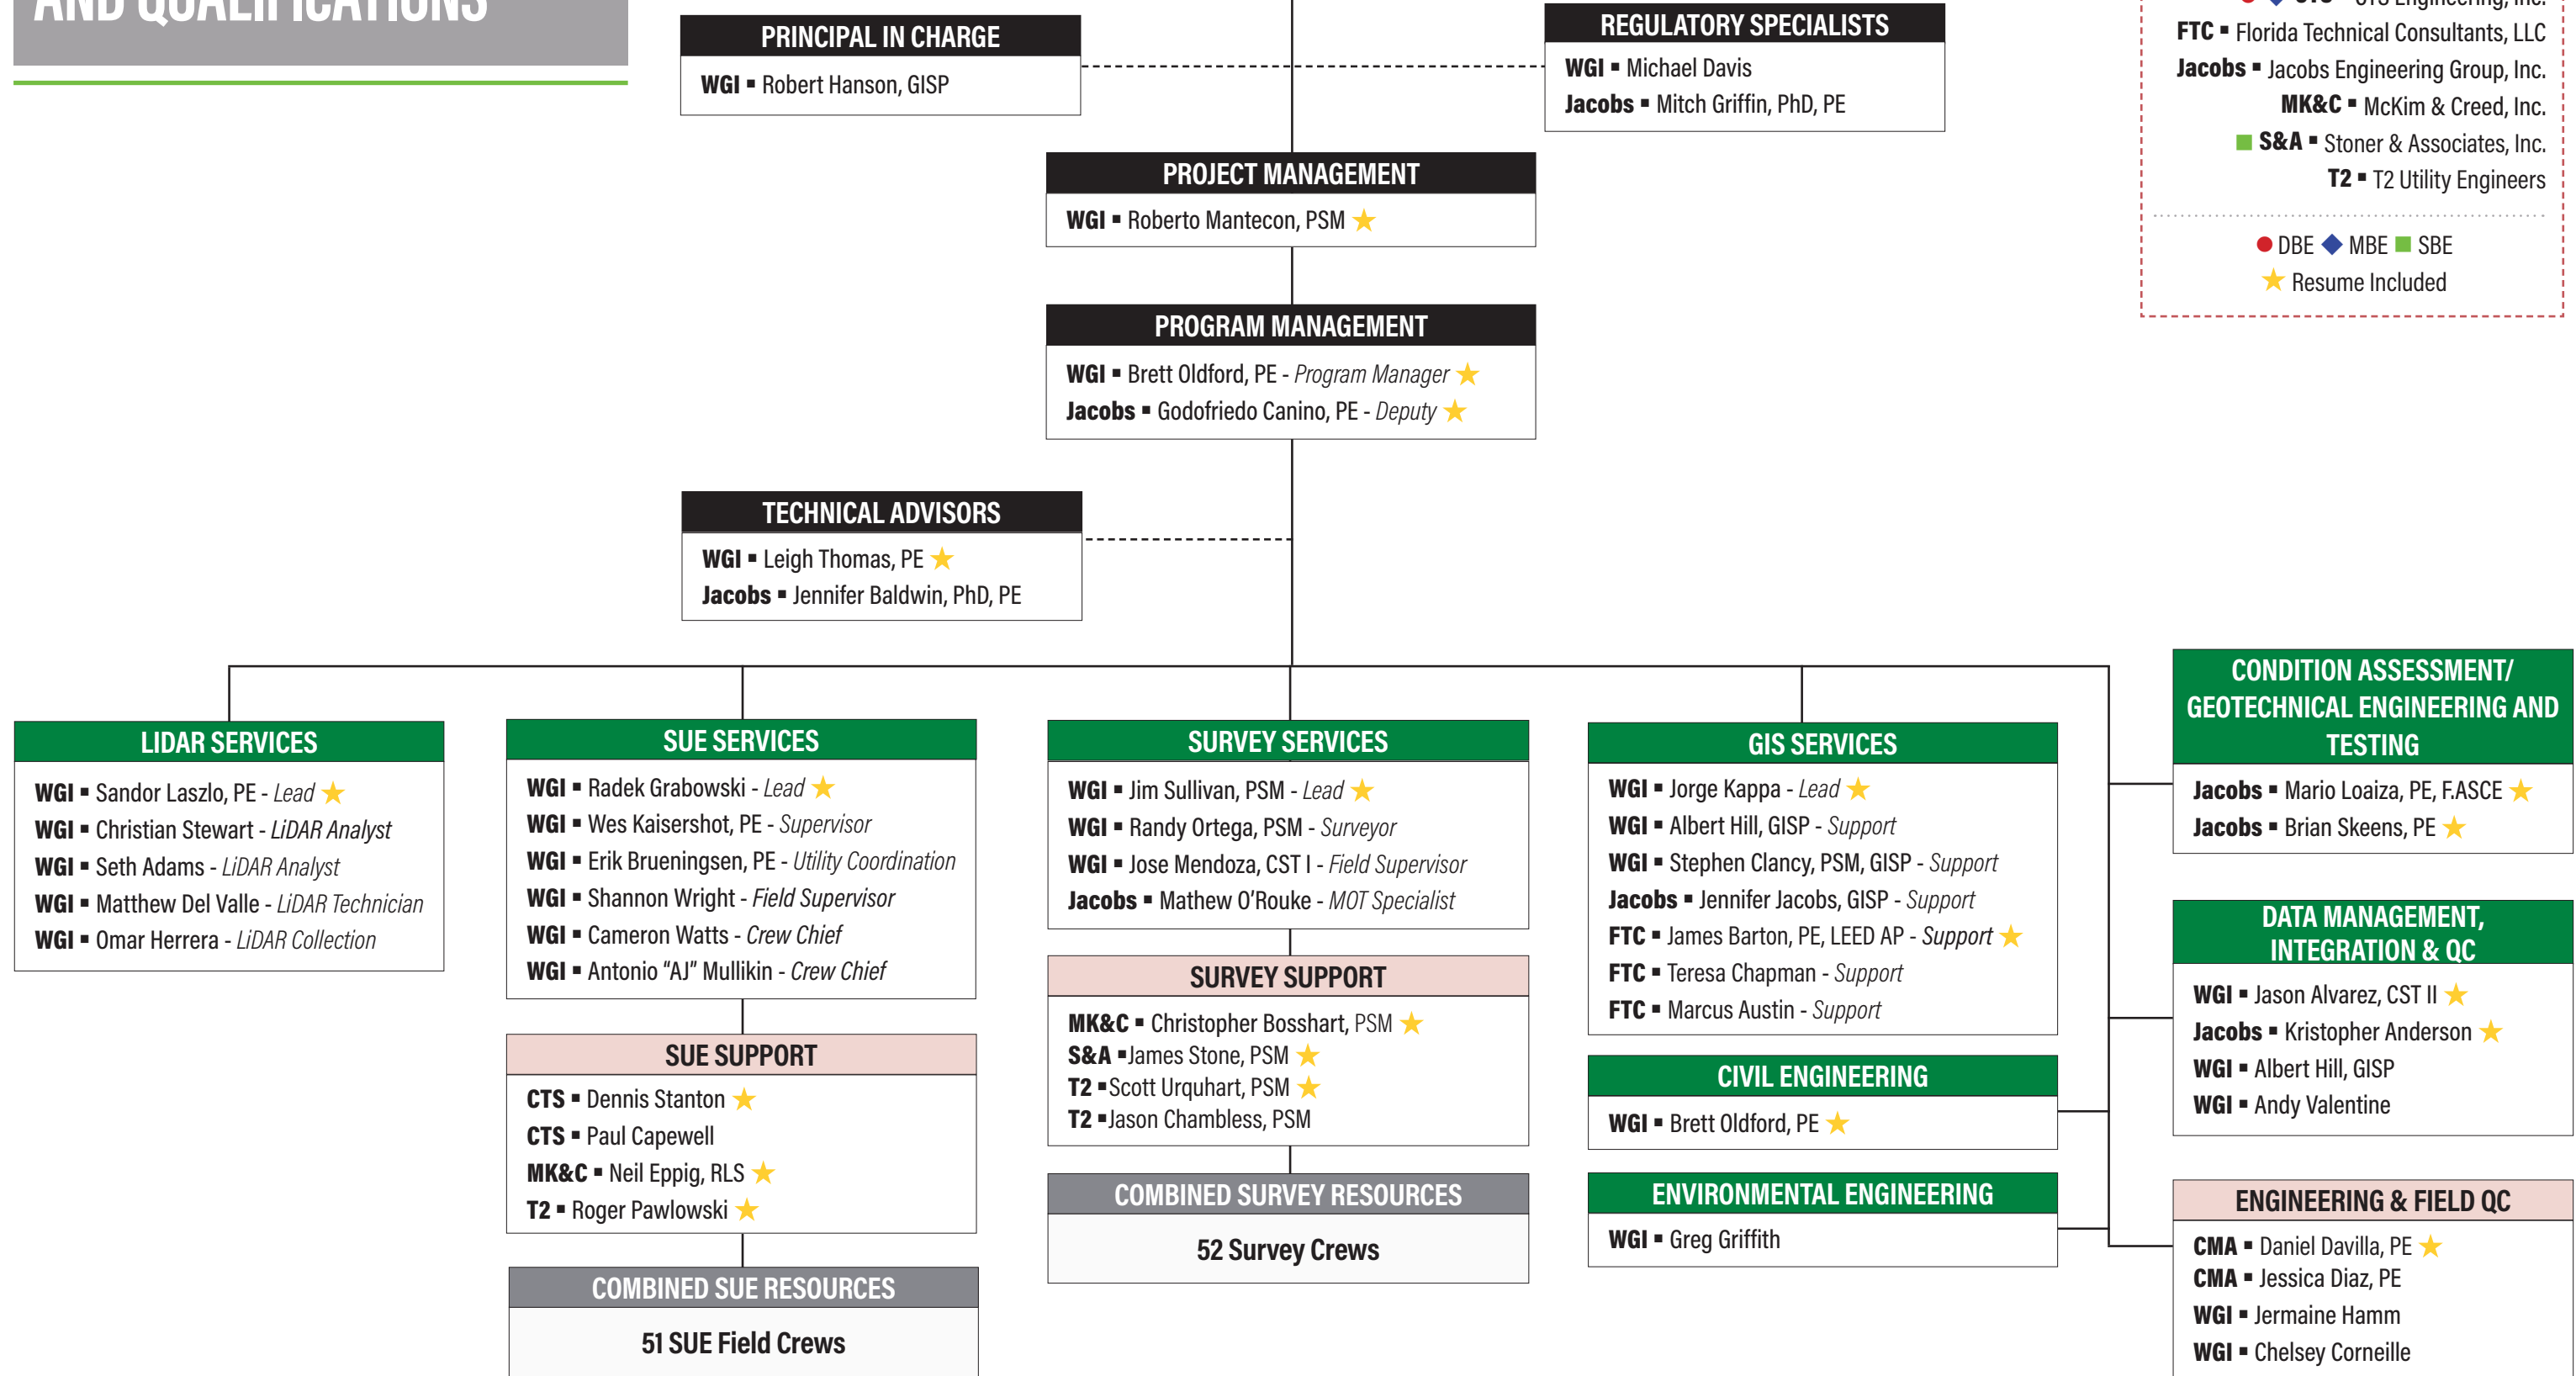 AND QUALIFICATIONS
PRINCIPAL IN CHARGE
WGI ▪ Robert Hanson, GISP
REGULATORY SPECIALISTS
WGI ▪ Michael Davis
Jacobs ▪ Mitch Griffin, PhD, PE
CTS ▪ CTS Engineering, Inc.
FTC ▪ Florida Technical Consultants, LLC
Jacobs ▪ Jacobs Engineering Group, Inc.
MK&C ▪ McKim & Creed, Inc.
S&A ▪ Stoner & Associates, Inc.
T2 ▪ T2 Utility Engineers
DBE MBE SBE
Resume Included
PROJECT MANAGEMENT
WGI ▪ Roberto Mantecon, PSM
PROGRAM MANAGEMENT
WGI ▪ Brett Oldford, PE - Program Manager
Jacobs ▪ Godofriedo Canino, PE - Deputy
TECHNICAL ADVISORS
WGI ▪ Leigh Thomas, PE
Jacobs ▪ Jennifer Baldwin, PhD, PE
LIDAR SERVICES
WGI ▪ Sandor Laszlo, PE - Lead
WGI ▪ Christian Stewart - LiDAR Analyst
WGI ▪ Seth Adams - LiDAR Analyst
WGI ▪ Matthew Del Valle - LiDAR Technician
WGI ▪ Omar Herrera - LiDAR Collection
SUE SERVICES
WGI ▪ Radek Grabowski - Lead
WGI ▪ Wes Kaisershot, PE - Supervisor
WGI ▪ Erik Brueningsen, PE - Utility Coordination
WGI ▪ Shannon Wright - Field Supervisor
WGI ▪ Cameron Watts - Crew Chief
WGI ▪ Antonio “AJ” Mullikin - Crew Chief
SUE SUPPORT
CTS ▪ Dennis Stanton
CTS ▪ Paul Capewell
MK&C ▪ Neil Eppig, RLS
T2 ▪ Roger Pawlowski
COMBINED SUE RESOURCES
51 SUE Field Crews
SURVEY SERVICES
WGI ▪ Jim Sullivan, PSM - Lead
WGI ▪ Randy Ortega, PSM - Surveyor
WGI ▪ Jose Mendoza, CST I - Field Supervisor
Jacobs ▪ Mathew O’Rouke - MOT Specialist
SURVEY SUPPORT
MK&C ▪ Christopher Bosshart, PSM
S&A ▪James Stone, PSM
T2 ▪Scott Urquhart, PSM
T2 ▪Jason Chambless, PSM
COMBINED SURVEY RESOURCES
52 Survey Crews
GIS SERVICES
WGI ▪ Jorge Kappa - Lead
WGI ▪ Albert Hill, GISP - Support
WGI ▪ Stephen Clancy, PSM, GISP - Support
Jacobs ▪ Jennifer Jacobs, GISP - Support
FTC ▪ James Barton, PE, LEED AP - Support
FTC ▪ Teresa Chapman - Support
FTC ▪ Marcus Austin - Support
CIVIL ENGINEERING
WGI ▪ Brett Oldford, PE
ENVIRONMENTAL ENGINEERING
WGI ▪ Greg Griffith
CONDITION ASSESSMENT/
GEOTECHNICAL ENGINEERING AND
TESTING
Jacobs ▪ Mario Loaiza, PE, F.ASCE
Jacobs ▪ Brian Skeens, PE
DATA MANAGEMENT,
INTEGRATION & QC
WGI ▪ Jason Alvarez, CST II
Jacobs ▪ Kristopher Anderson
WGI ▪ Albert Hill, GISP
WGI ▪ Andy Valentine
ENGINEERING & FIELD QC
CMA ▪ Daniel Davilla, PE
CMA ▪ Jessica Diaz, PE
WGI ▪ Jermaine Hamm
WGI ▪ Chelsey Corneille